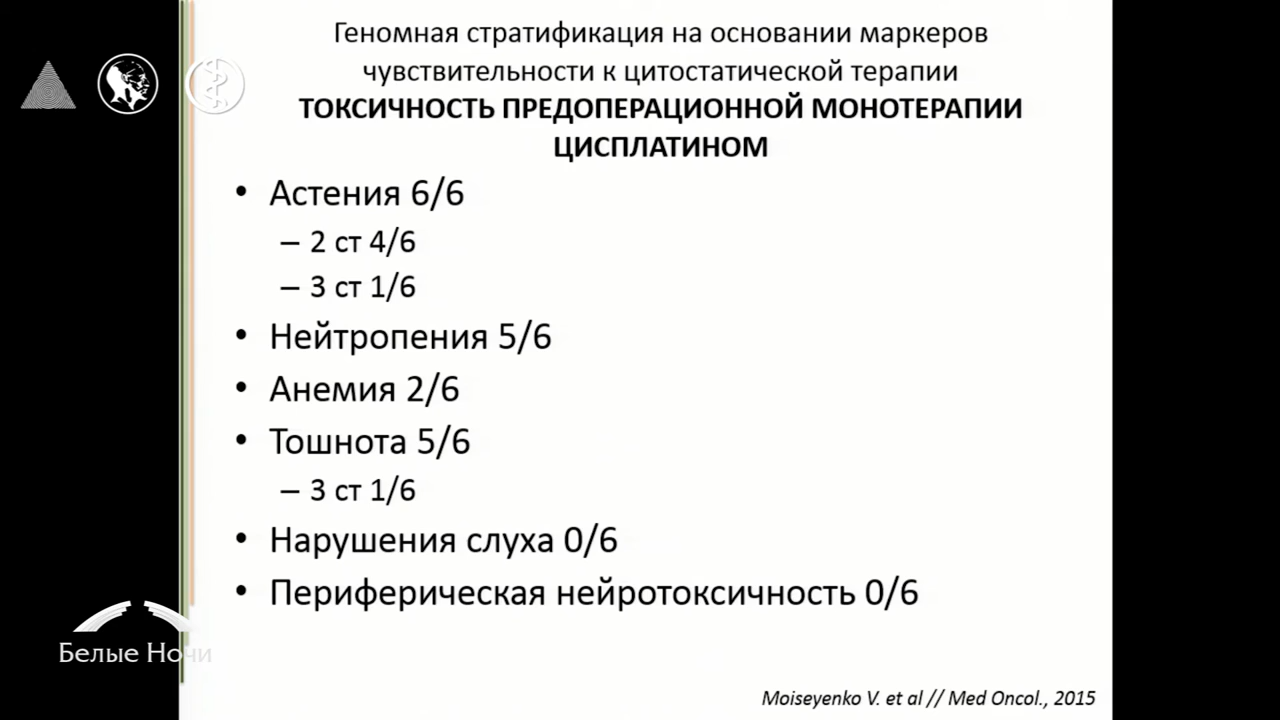 Геномная стратификация на основании маркеров
чувствительности к цитостатической терапии
ТОКСИЧНОСТЬ ПРЕДОПЕРАЦИОННОЙ МОНОТЕРАПИИ
ЦИСПЛАТИНОМ
• Астения 6/6
– 2 ст 4/6
– 3 ст 1/6
• Нейтропения 5/6
• Анемия 2/6
• Тошнота 5/6
– 3 ст 1/6
• Нарушения слуха 0/6
• Периферическая нейротоксичность 0/6
Белые Ночи
Moiseyenko V. et al // Med Oncol., 2015